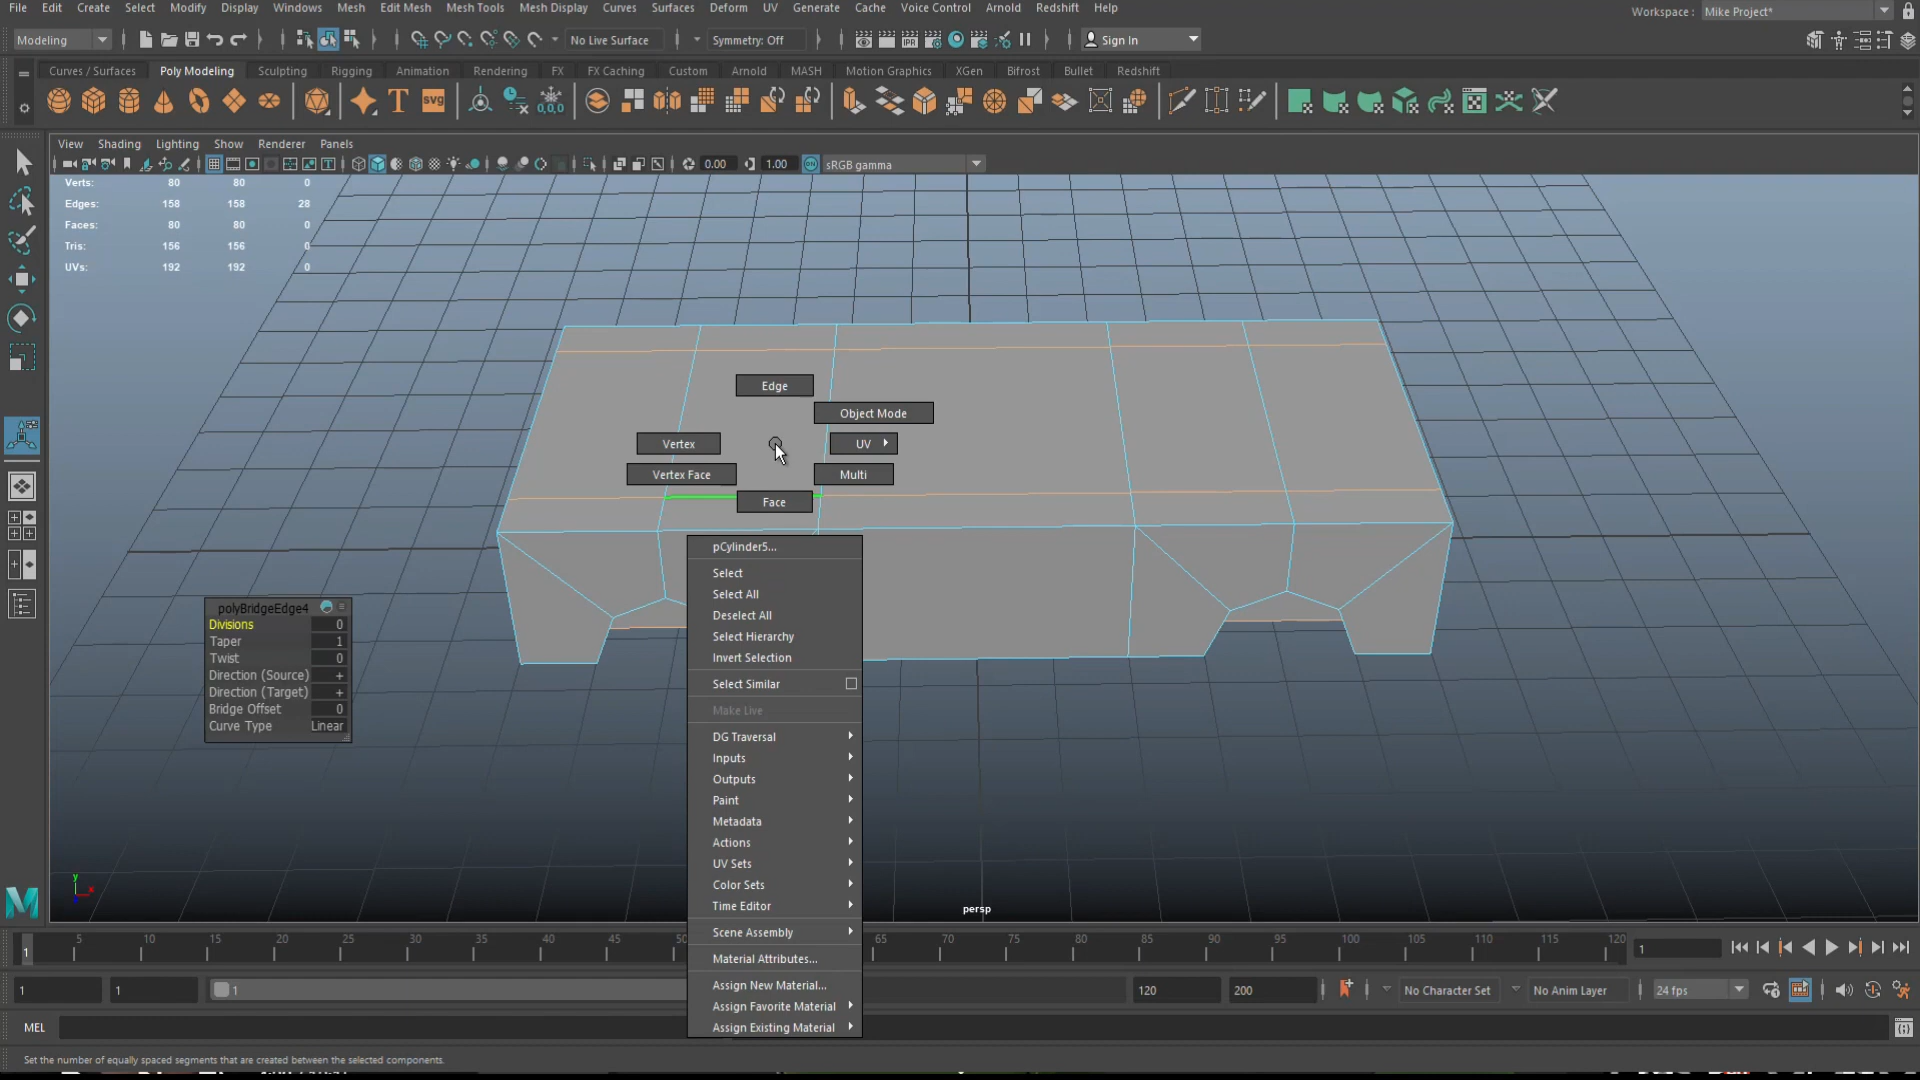 File Edit Create Select Modify Display Windows Mesh Edit Mesh Mesh Tools Mesh Display Curves Surfaces Deform UV Generate Cache Voice Control Arnold Redshift Help Workspace : Mike Project*
Modeling No Live Surface Symmetry: Off Sign In
Curves / Surfaces Poly Modeling Sculpting Rigging Animation Rendering FX FX Caching Custom Arnold MASH Motion Graphics XGen Bifrost Bullet Redshift
View Shading Lighting Show Renderer Panels
0.00 1.00 sRGB gamma
Verts: 80 80 0
Edges: 158 158 28
Faces: 80 80 0
Tris: 156 156 0
UVs: 192 192 0
Edge
Object Mode
Vertex UV
Vertex Face Multi
Face
pCylinder5...
Select
Select All
Deselect All
Select Hierarchy
Invert Selection
Select Similar
Make Live
DG Traversal
Inputs
Outputs
Paint
Metadata
Actions
UV Sets
Color Sets
Time Editor
Scene Assembly
Material Attributes...
Assign New Material...
Assign Favorite Material
Assign Existing Material
polyBridgeEdge4
Divisions 0
Taper 1
Twist 0
Direction (Source) +
Direction (Target) +
Bridge Offset 0
Curve Type Linear
y x
persp
1 5 10 15 20 25 30 35 40 45 65 70 75 80 85 90 95 100 105 110 115 120 1
1 1 1 120 200 No Character Set No Anim Layer 24 fps
MEL
Set the number of equally spaced segments that are created between the selected components.